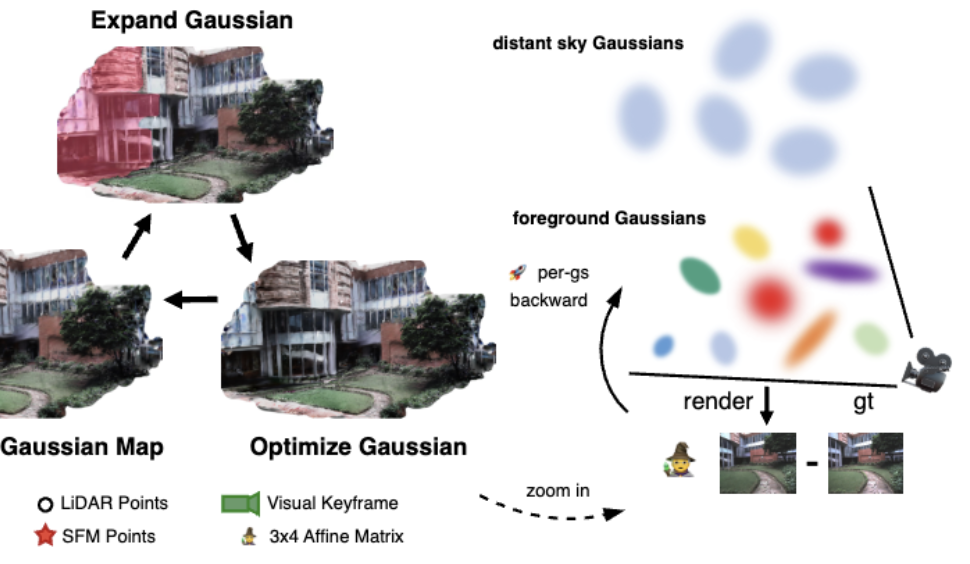 Expand Gaussian
distant sky Gaussians
foreground Gaussians
per-gs
backward
render
gt
-
Gaussian Map
Optimize Gaussian
LiDAR Points
Visual Keyframe
zoom in
SFM Points
3x4 Affine Matrix